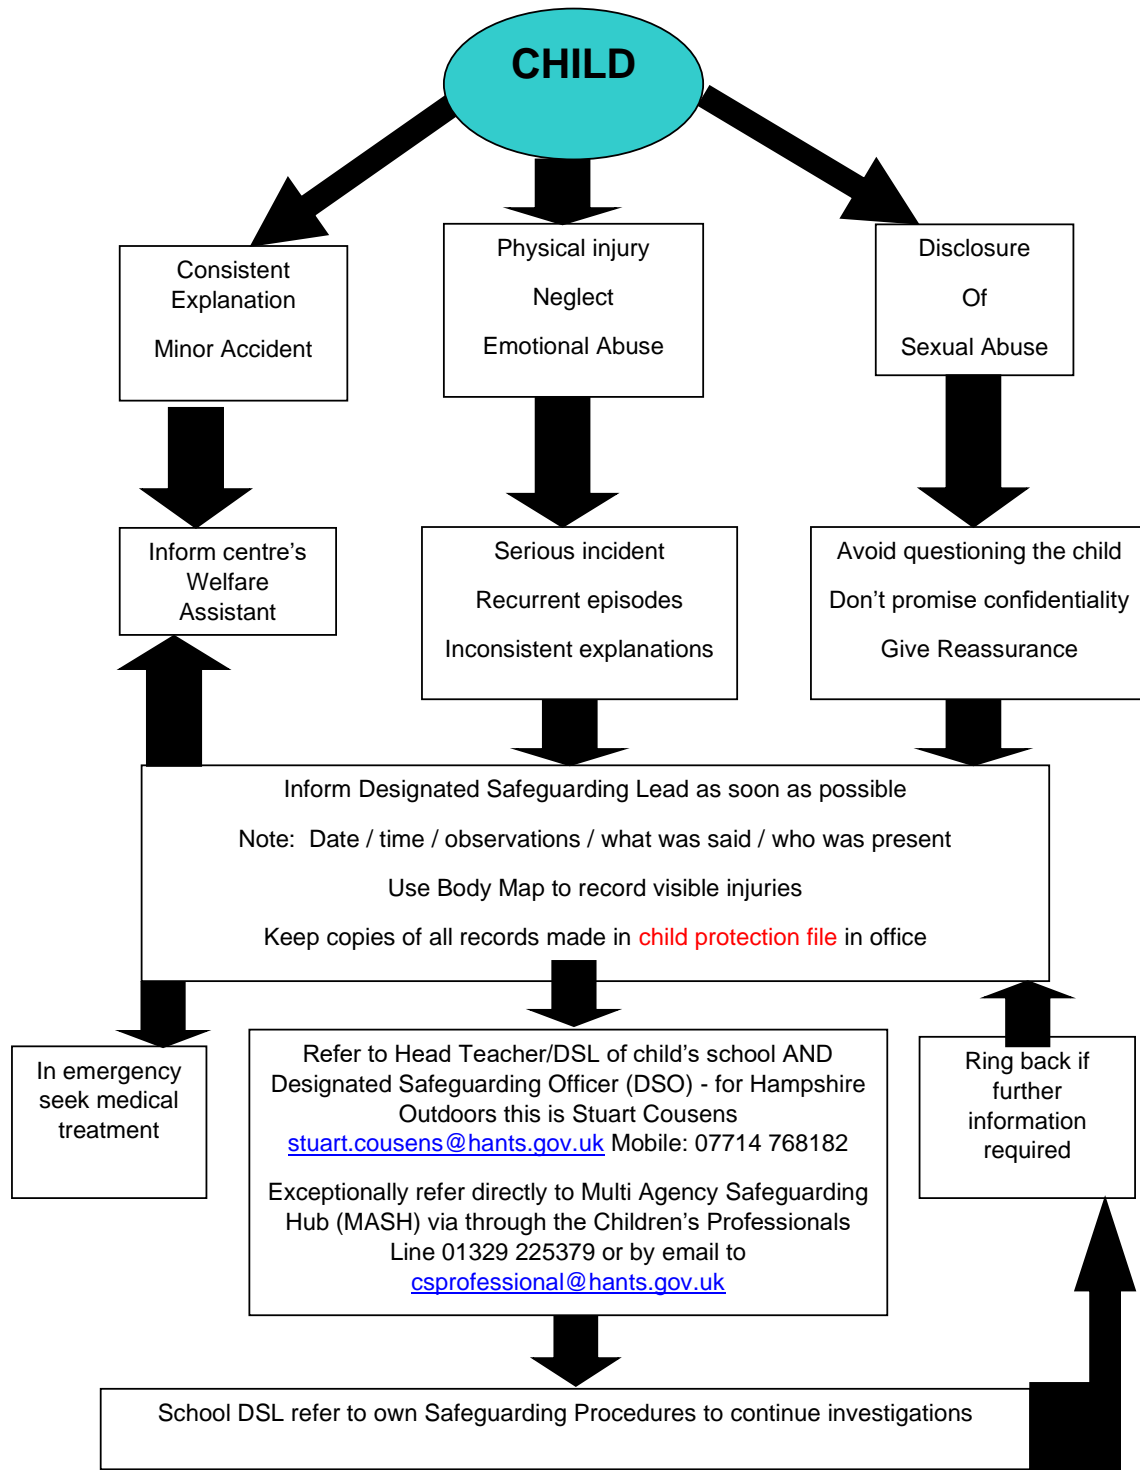 CHILD
Consistent
Explanation
Minor Accident
Physical injury
Neglect
Emotional Abuse
Disclosure
Of
Sexual Abuse
Inform centre's
Welfare
Assistant
Serious incident
Recurrent episodes
Inconsistent explanations
Avoid questioning the child
Don't promise confidentiality
Give Reassurance
Inform Designated Safeguarding Lead as soon as possible
Note:  Date / time / observations / what was said / who was present
Use Body Map to record visible injuries
Keep copies of all records made in child protection file in office
In emergency
seek medical
treatment
Refer to Head Teacher/DSL of child's school AND
Designated Safeguarding Officer (DSO) - for Hampshire
Outdoors this is Stuart Cousens
stuart.cousens@hants.gov.uk Mobile: 07714 768182
Exceptionally refer directly to Multi Agency Safeguarding
Hub (MASH) via through the Children's Professionals
Line 01329 225379 or by email to
csprofessional@hants.gov.uk
Ring back if
further
information
required
School DSL refer to own Safeguarding Procedures to continue investigations